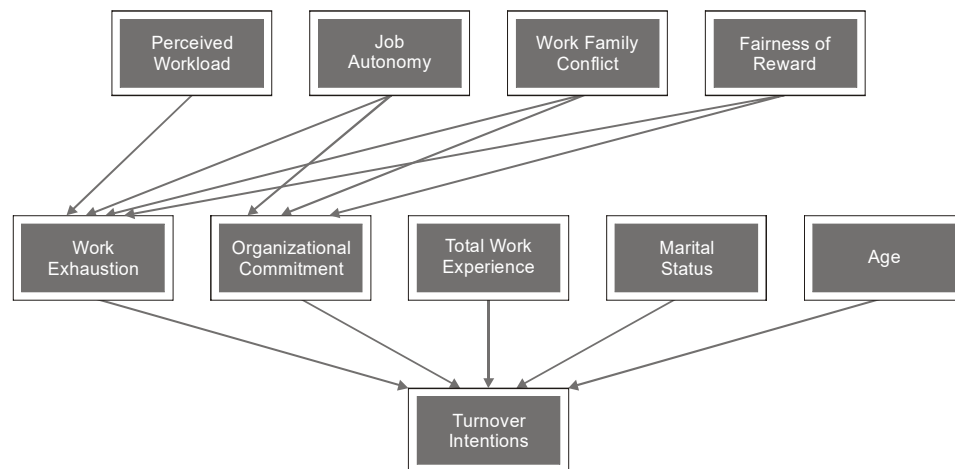 Perceived
Workload
Job
Autonomy
Work Family
Conflict
Fairness of
Reward
Work
Exhaustion
Organizational
Commitment
Total Work
Experience
Marital
Status
Age
Turnover
Intentions